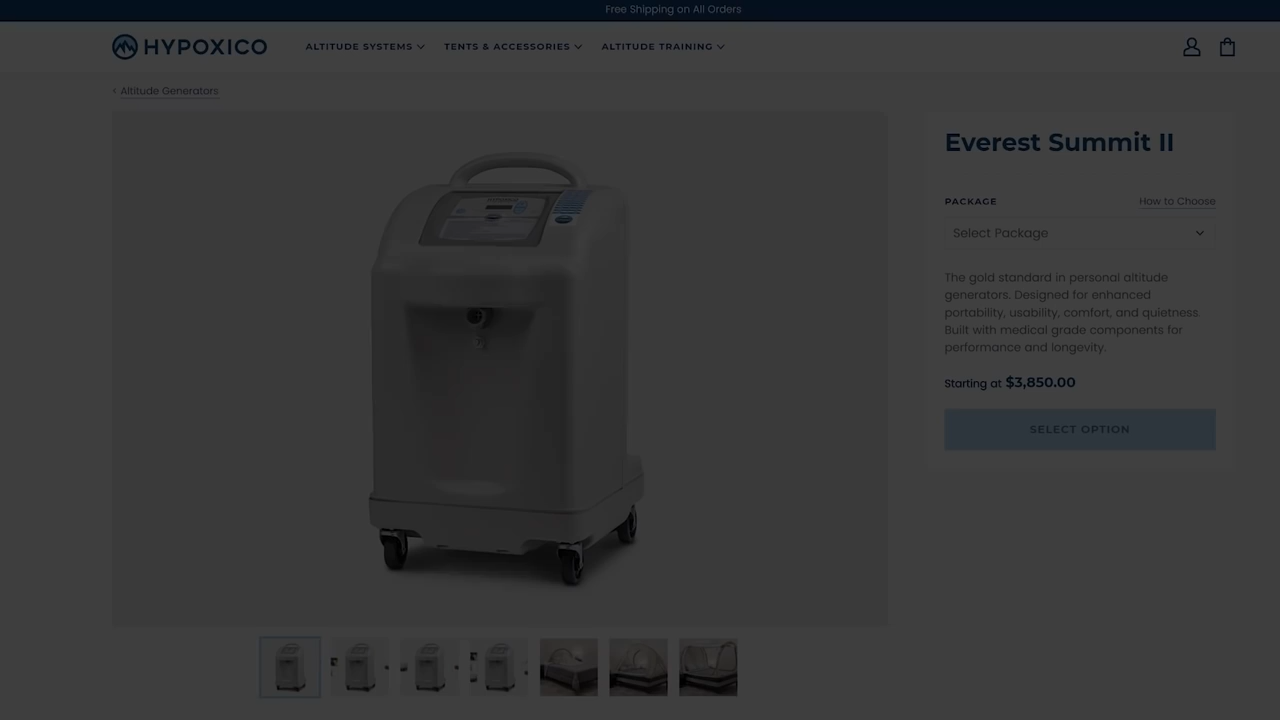 Free Shipping on All Orders
HYPOXICO
ALTITUDE SYSTEMS
TENTS & ACCESSORIES
ALTITUDE TRAINING
‹ Altitude Generators
Everest Summit II
PACKAGE
How to Choose
Select Package
The gold standard in personal altitude
generators. Designed for enhanced
portability, usability, comfort, and quietness.
Built with medical grade components for
performance and longevity.
Starting at $3,850.00
SELECT OPTION